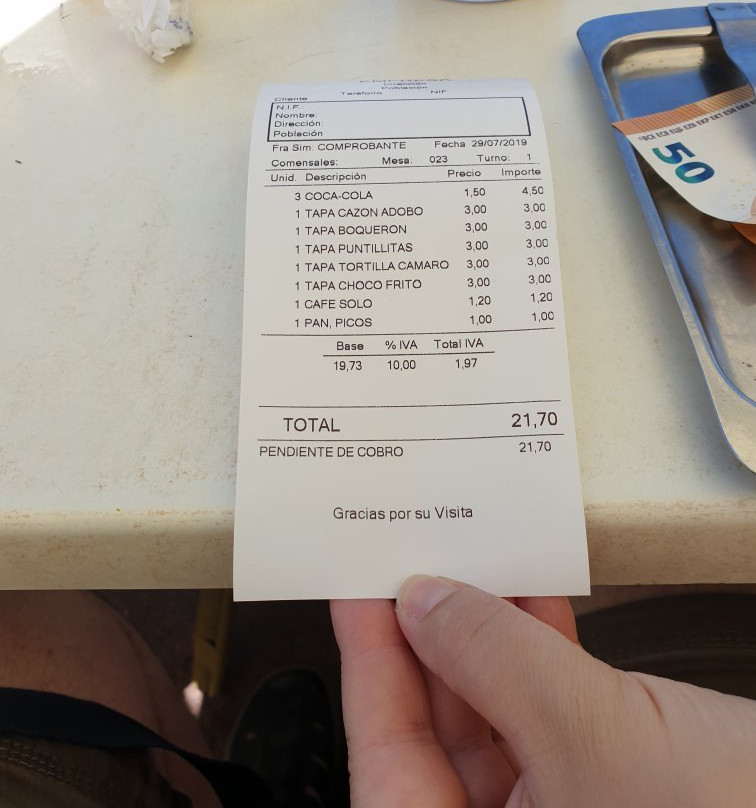 Dirección
Población
Teléfono NIF
Cliente
N.I.F.:
Nombre:
Dirección:
Población
Fra Sim: COMPROBANTE Fecha 29/07/2019
Comensales: Mesa: 023 Turno: 1
Unid. Descripción Precio Importe
3 COCA-COLA 1,50 4,50
1 TAPA CAZON ADOBO 3,00 3,00
1 TAPA BOQUERON 3,00 3,00
1 TAPA PUNTILLITAS 3,00 3,00
1 TAPA TORTILLA CAMARO 3,00 3,00
1 TAPA CHOCO FRITO 3,00 3,00
1 CAFE SOLO 1,20 1,20
1 PAN, PICOS 1,00 1,00
Base % IVA Total IVA
19,73 10,00 1,97
TOTAL 21,70
PENDIENTE DE COBRO 21,70
Gracias por su Visita
50